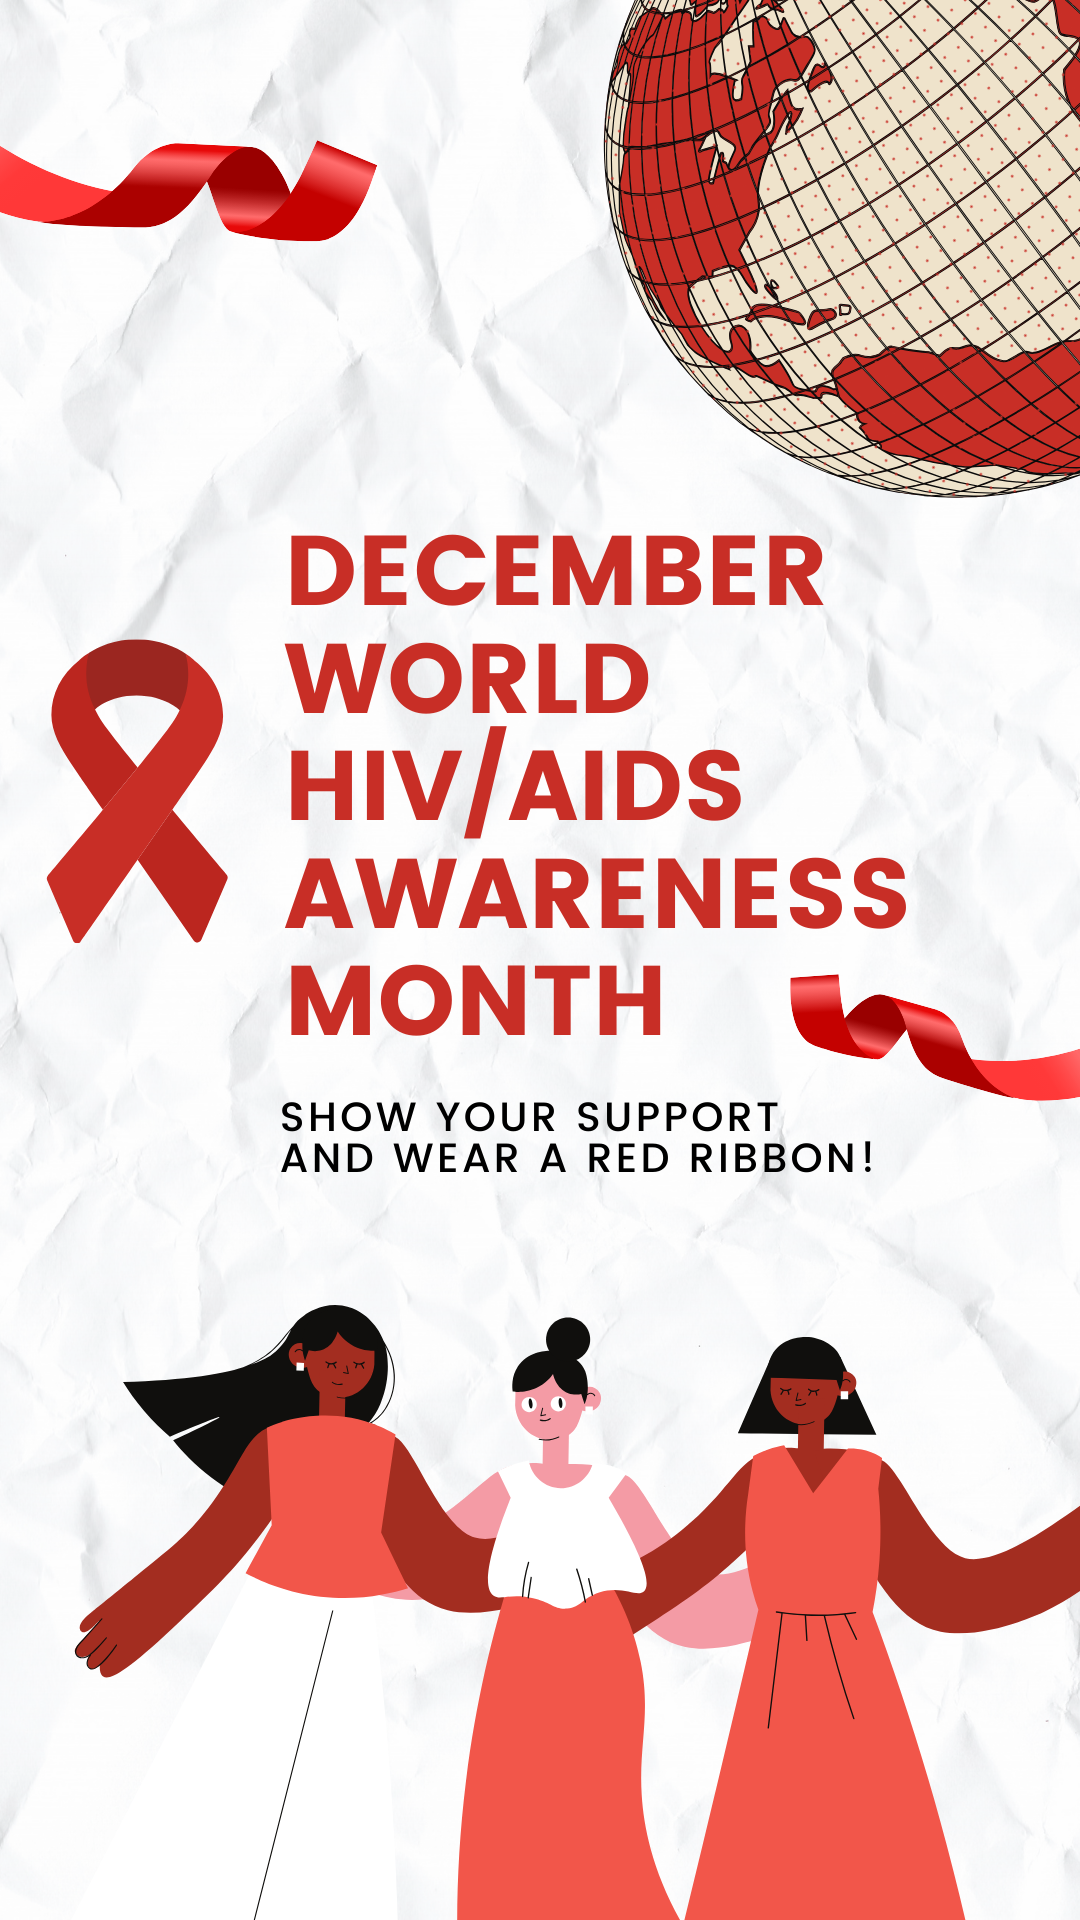 DECEMBER
WORLD
HIV/AIDS
AWARENESS
MONTH
SHOW YOUR SUPPORT
AND WEAR A RED RIBBON!